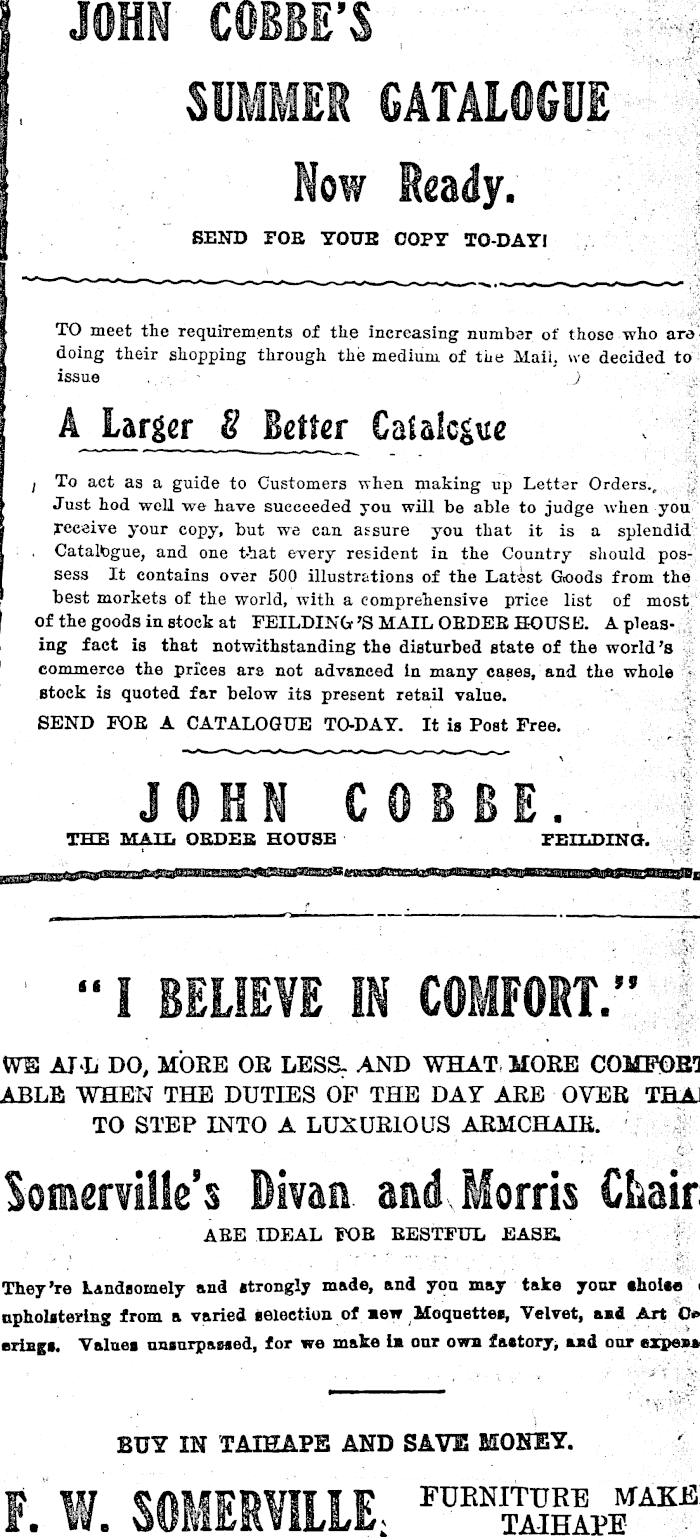 JOHN COBBE'S
SUMMER CATALOGUE
Now Ready.
SEND FOR YOUR COPY TO-DAY!
TO meet the requirements of the increasing number of those who are
doing their shopping through the medium of the Mail, we decided to
issue
A Larger & Better Catalogue
To act as a guide to Customers when making up Letter Orders.
Just hod well we have succeeded you will be able to judge when you
receive your copy, but we can assure you that it is a splendid
Catalogue, and one that every resident in the Country should pos-
sess It contains over 500 illustrations of the Latest Goods from the
best morkets of the world, with a comprehensive price list of most
of the goods in stock at FEILDING'S MAIL ORDER HOUSE. A pleas-
ing fact is that notwithstanding the disturbed state of the world's
commerce the prices are not advanced in many cases, and the whole
stock is quoted far below its present retail value.
SEND FOR A CATALOGUE TO-DAY. It is Post Free.
JOHN COBBE.
THE MAIL ORDER HOUSE FEILDING.
"I BELIEVE IN COMFORT."
WE ALL DO, MORE OR LESS. AND WHAT MORE COMFORT
ABLE WHEN THE DUTIES OF THE DAY ARE OVER THA
TO STEP INTO A LUXURIOUS ARMCHAIR.
Somerville's Divan and Morris Chair
ARE IDEAL FOR RESTFUL EASE.
They're handsomely and strongly made, and you may take your choise
upholstering from a varied selection of new Moquettes, Velvet, and Art Co
erings. Values unsurpassed, for we make in our own factory, and our expens
BUY IN TAIHAPE AND SAVE MONEY.
F. W. SOMERVILLE, FURNITURE MAKE
TAIHAPE